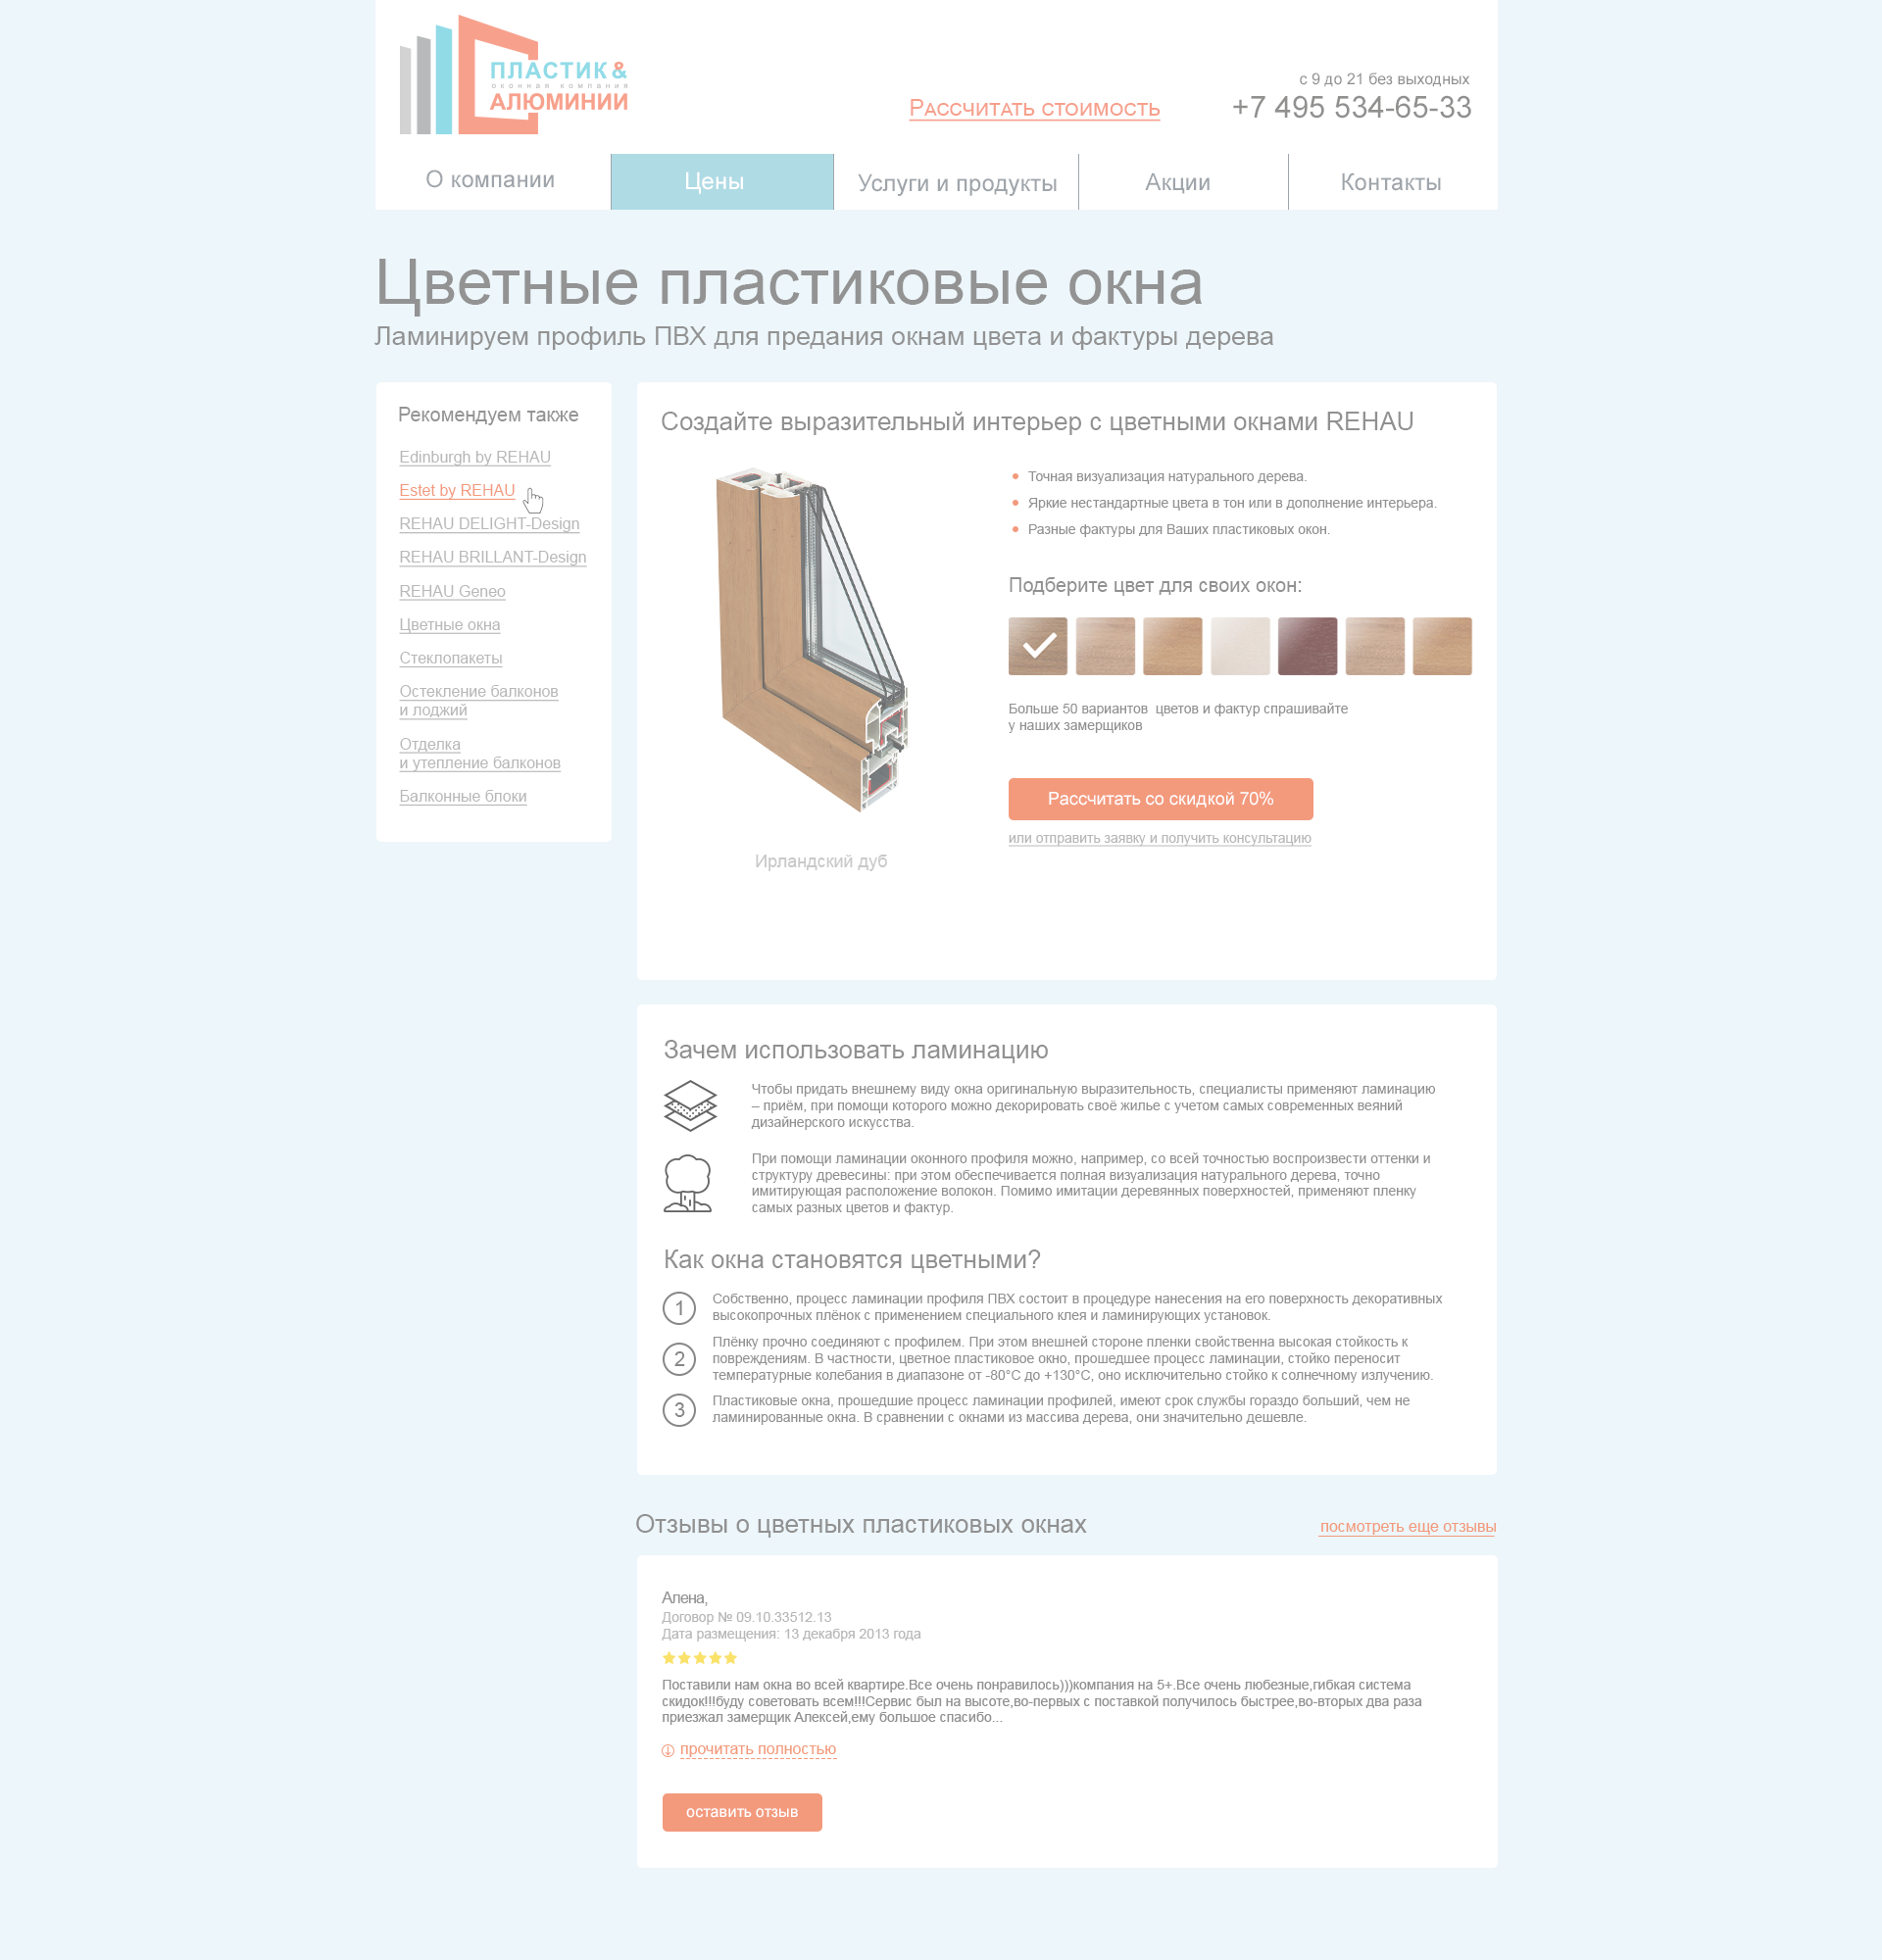 ПЛАСТИК &
оконная компания
АЛЮМИНИИ
Рассчитать стоимость
с 9 до 21 без выходных
+7 495 534-65-33
О компании
Цены
Услуги и продукты
Акции
Контакты
Цветные пластиковые окна
Ламинируем профиль ПВХ для предания окнам цвета и фактуры дерева
Рекомендуем также
Edinburgh by REHAU
Estet by REHAU
REHAU DELIGHT-Design
REHAU BRILLANT-Design
REHAU Geneo
Цветные окна
Стеклопакеты
Остекление балконов
и лоджий
Отделка
и утепление балконов
Балконные блоки
Создайте выразительный интерьер с цветными окнами REHAU
Ирландский дуб
Точная визуализация натурального дерева.
Яркие нестандартные цвета в тон или в дополнение интерьера.
Разные фактуры для Ваших пластиковых окон.
Подберите цвет для своих окон:
Больше 50 вариантов  цветов и фактур спрашивайте
у наших замерщиков
Рассчитать со скидкой 70%
или отправить заявку и получить консультацию
Зачем использовать ламинацию
Чтобы придать внешнему виду окна оригинальную выразительность, специалисты применяют ламинацию
– приём, при помощи которого можно декорировать своё жилье с учетом самых современных веяний
дизайнерского искусства.
При помощи ламинации оконного профиля можно, например, со всей точностью воспроизвести оттенки и
структуру древесины: при этом обеспечивается полная визуализация натурального дерева, точно
имитирующая расположение волокон. Помимо имитации деревянных поверхностей, применяют пленку
самых разных цветов и фактур.
Как окна становятся цветными?
1
Собственно, процесс ламинации профиля ПВХ состоит в процедуре нанесения на его поверхность декоративных
высокопрочных плёнок с применением специального клея и ламинирующих установок.
2
Плёнку прочно соединяют с профилем. При этом внешней стороне пленки свойственна высокая стойкость к
повреждениям. В частности, цветное пластиковое окно, прошедшее процесс ламинации, стойко переносит
температурные колебания в диапазоне от -80°С до +130°С, оно исключительно стойко к солнечному излучению.
3
Пластиковые окна, прошедшие процесс ламинации профилей, имеют срок службы гораздо больший, чем не
ламинированные окна. В сравнении с окнами из массива дерева, они значительно дешевле.
Отзывы о цветных пластиковых окнах
посмотреть еще отзывы
Алена,
Договор № 09.10.33512.13
Дата размещения: 13 декабря 2013 года
Поставили нам окна во всей квартире.Все очень понравилось)))компания на 5+.Все очень любезные,гибкая система
скидок!!!буду советовать всем!!!Сервис был на высоте,во-первых с поставкой получилось быстрее,во-вторых два раза
приезжал замерщик Алексей,ему большое спасибо...
прочитать полностью
оставить отзыв